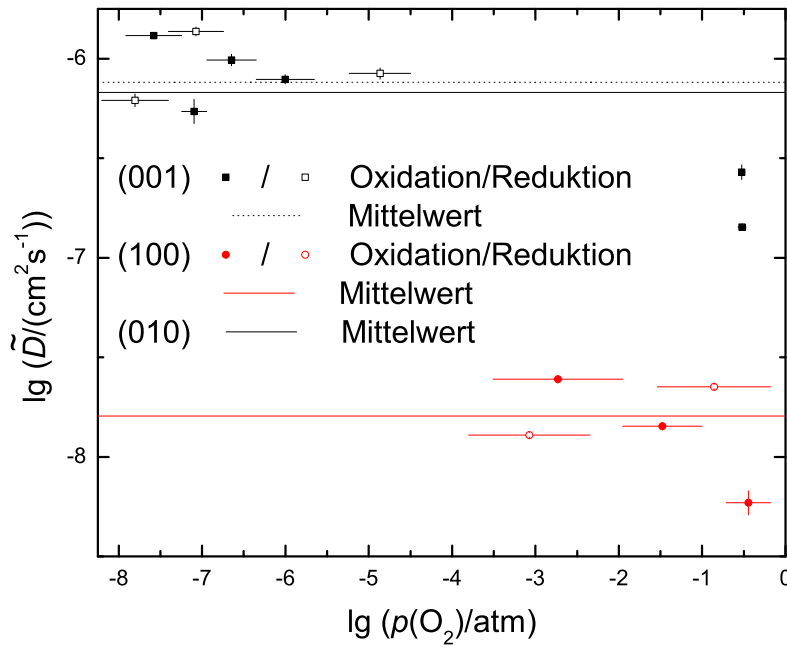 -6
(001) / Oxidation/Reduktion
Mittelwert
-7
(100) / Oxidation/Reduktion
Mittelwert
(010) Mittelwert
-8
lg (D̃/(cm²s⁻¹))
-8 -7 -6 -5 -4 -3 -2 -1 0
lg (p(O₂)/atm)